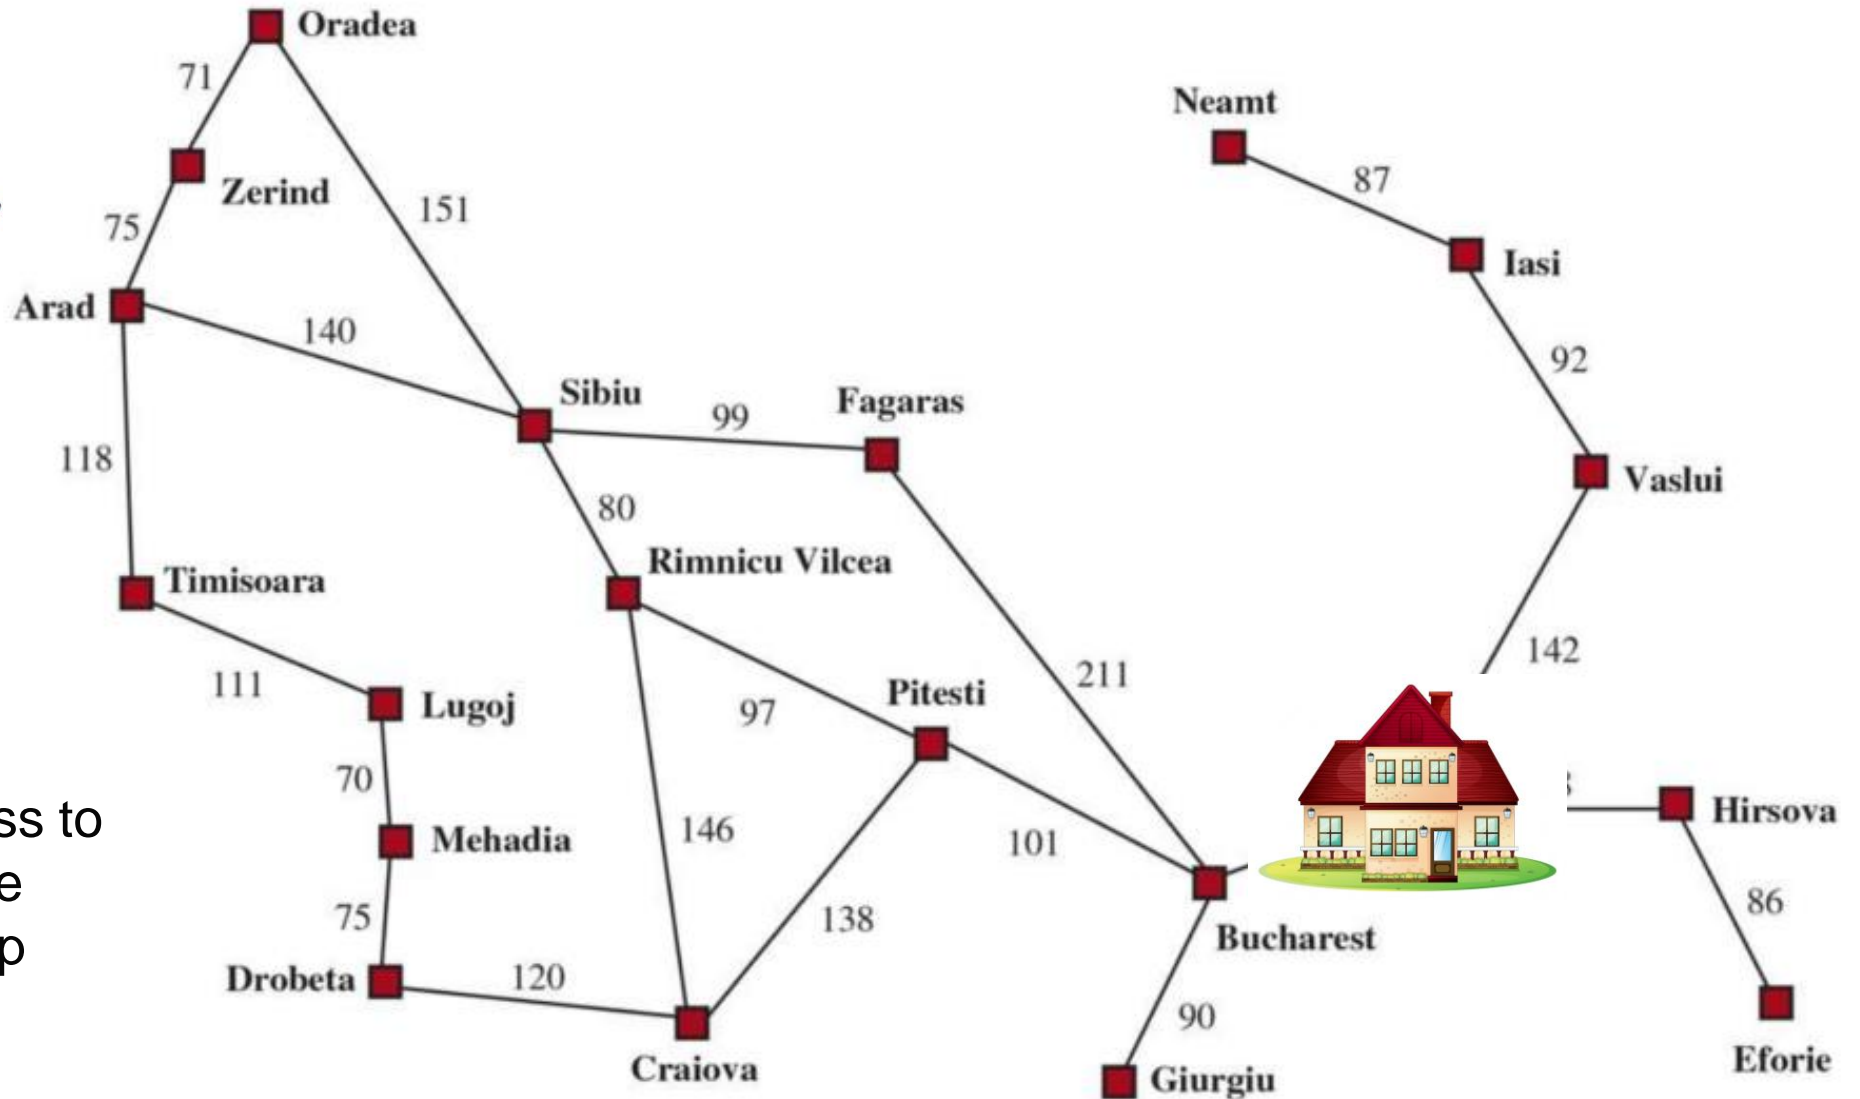 Oradea
71
Neamt
87
Zerind
151
75
Iasi
Arad
140
92
Sibiu
99
Fagaras
118
Vaslui
80
Rimnicu Vilcea
Timisoara
142
211
111
Lugoj
97
Pitesti
70
ss to
Mehadia
146
101
Hirsova
e
75
138
86
p
Bucharest
Drobeta
120
90
Craiova
Giurgiu
Eforie